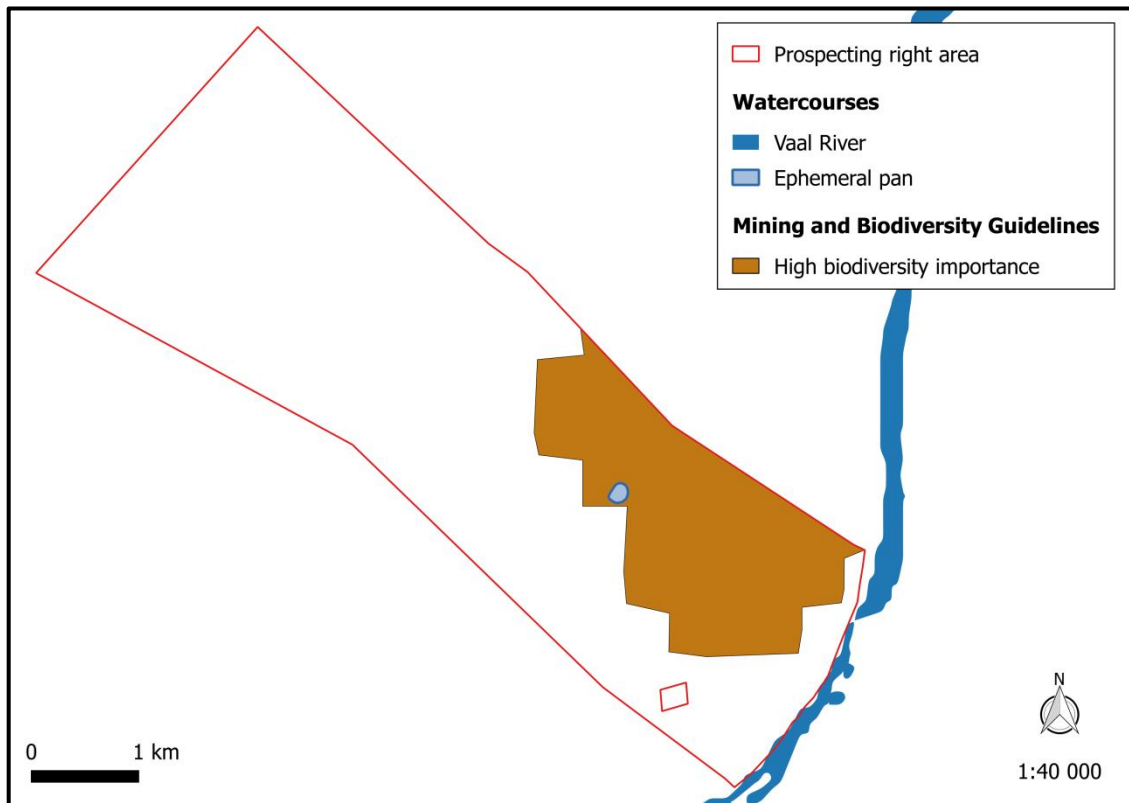 Prospecting right area
Watercourses
Vaal River
Ephemeral pan
Mining and Biodiversity Guidelines
High biodiversity importance
N
0 1 km
1:40 000